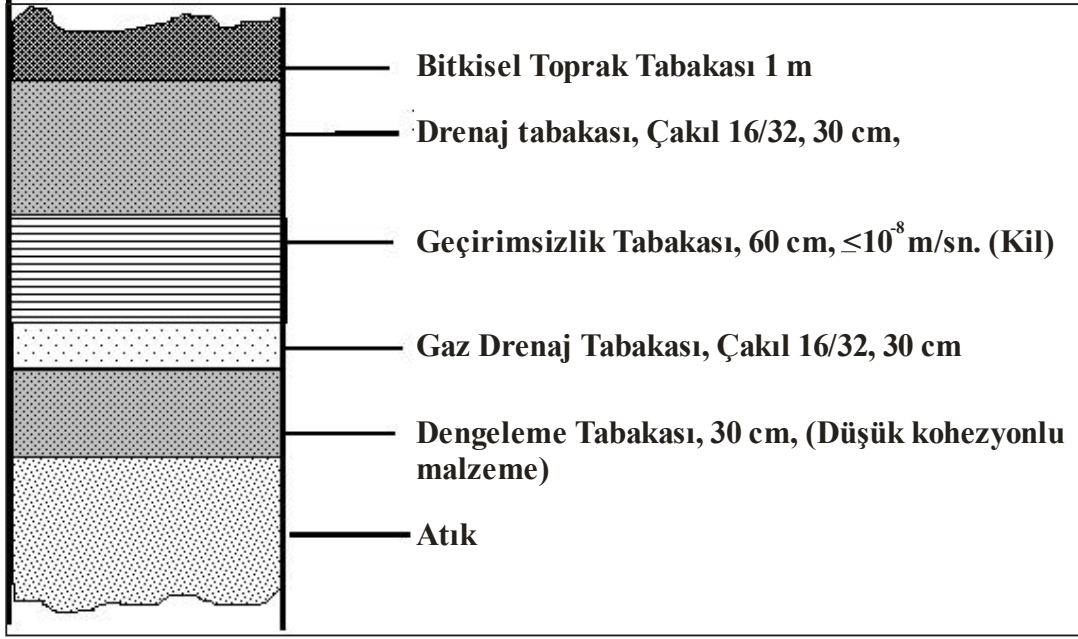 Bitkisel Toprak Tabakası 1 m
Drenaj tabakası, Çakıl 16/32, 30 cm,
Geçirimsizlik Tabakası, 60 cm, ≤10⁻⁸ m/sn. (Kil)
Gaz Drenaj Tabakası, Çakıl 16/32, 30 cm
Dengeleme Tabakası, 30 cm, (Düşük kohezyonlu
malzeme)
Atık